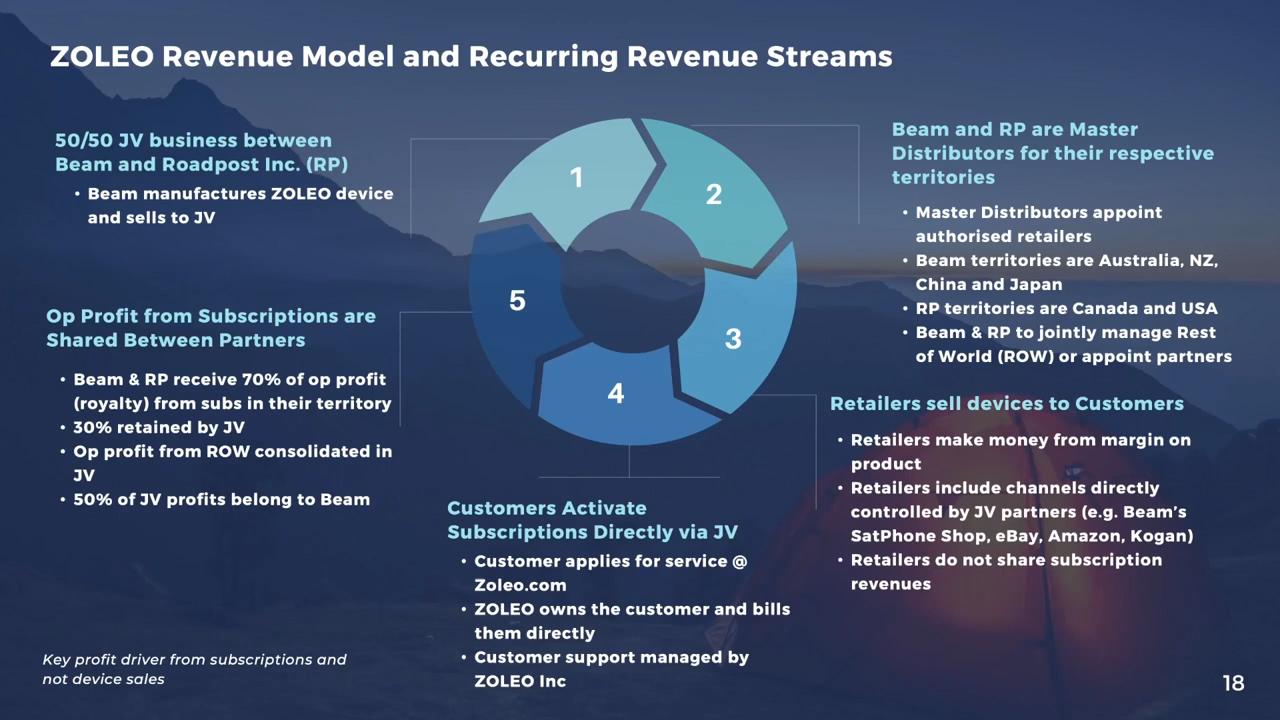 ZOLEO Revenue Model and Recurring Revenue Streams
1
50/50 JV business between
Beam and Roadpost Inc. (RP)
• Beam manufactures ZOLEO device
and sells to JV
2
Beam and RP are Master
Distributors for their respective
territories
• Master Distributors appoint
authorised retailers
• Beam territories are Australia, NZ,
China and Japan
• RP territories are Canada and USA
• Beam & RP to jointly manage Rest
of World (ROW) or appoint partners
3
Retailers sell devices to Customers
• Retailers make money from margin on
product
• Retailers include channels directly
controlled by JV partners (e.g. Beam's
SatPhone Shop, eBay, Amazon, Kogan)
• Retailers do not share subscription
revenues
4
Customers Activate
Subscriptions Directly via JV
• Customer applies for service @
Zoleo.com
• ZOLEO owns the customer and bills
them directly
• Customer support managed by
ZOLEO Inc
5
Op Profit from Subscriptions are
Shared Between Partners
• Beam & RP receive 70% of op profit
(royalty) from subs in their territory
• 30% retained by JV
• Op profit from ROW consolidated in
JV
• 50% of JV profits belong to Beam
Key profit driver from subscriptions and
not device sales
18